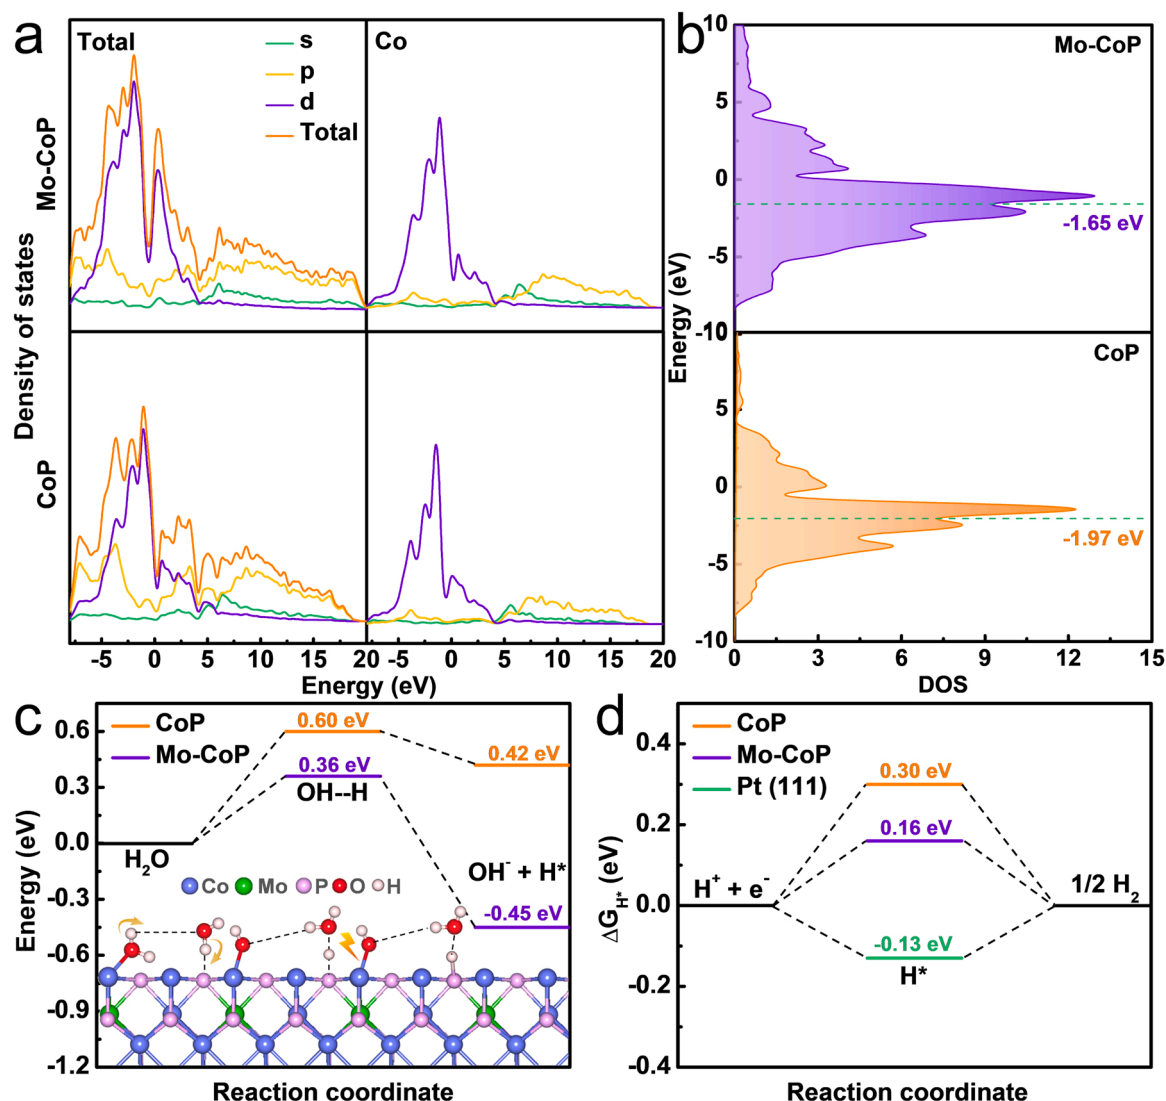 a
Total
s
p
d
Total
Co
Mo-CoP
CoP
Density of states
-5
0
5
10
15
20
-5
0
5
10
15
20
Energy (eV)
b
-10
Mo-CoP
5
0
-1.65 eV
-5
-10
CoP
5
0
-1.97 eV
-5
-10
Energy (eV)
0
3
6
9
12
15
DOS
c
CoP
Mo-CoP
0.6
0.3
0.0
-0.3
-0.6
-0.9
-1.2
Energy (eV)
0.60 eV
0.42 eV
0.36 eV
OH--H
H₂O
OH⁻ + H*
-0.45 eV
Co
Mo
P
O
H
Reaction coordinate
d
CoP
Mo-CoP
Pt (111)
0.4
0.2
0.0
-0.2
-0.4
ΔG_H* (eV)
0.30 eV
0.16 eV
H⁺ + e⁻
1/2 H₂
-0.13 eV
H*
Reaction coordinate